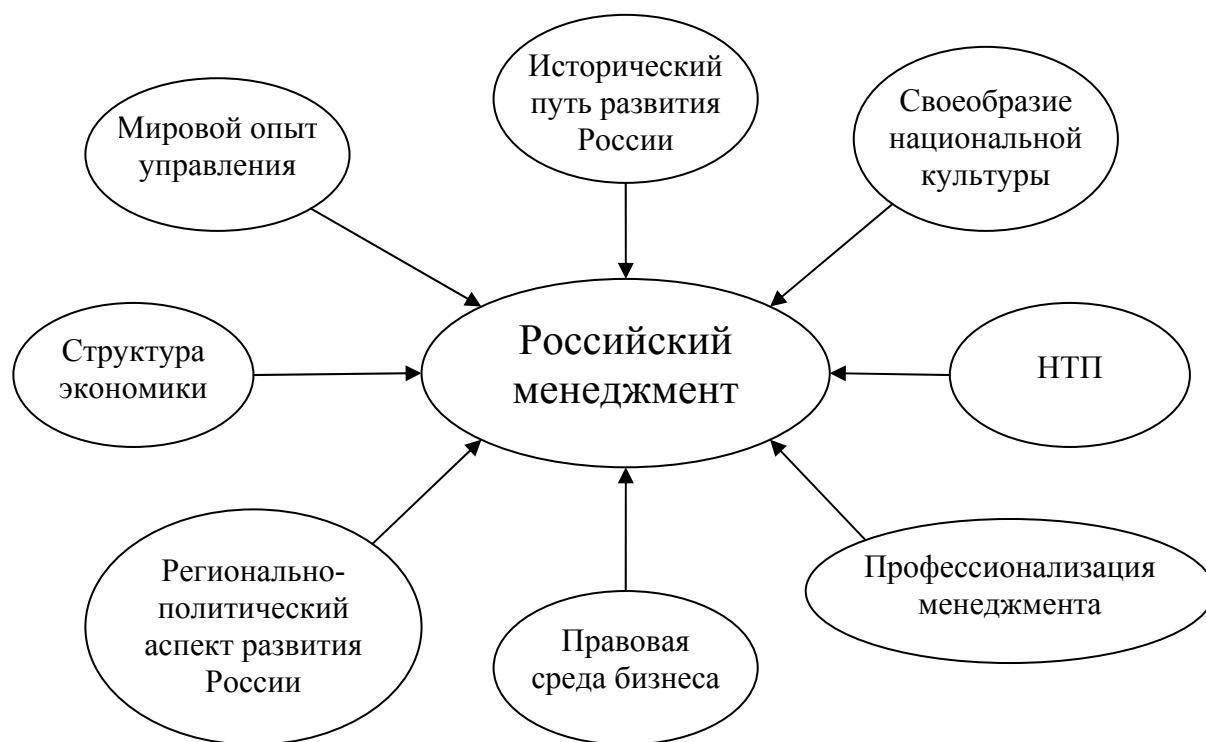 Исторический
путь развития
России
Своеобразие
национальной
культуры
Мировой опыт
управления
Российский
менеджмент
Структура
экономики
НТП
Регионально-
политический
аспект развития
России
Правовая
среда бизнеса
Профессионализация
менеджмента